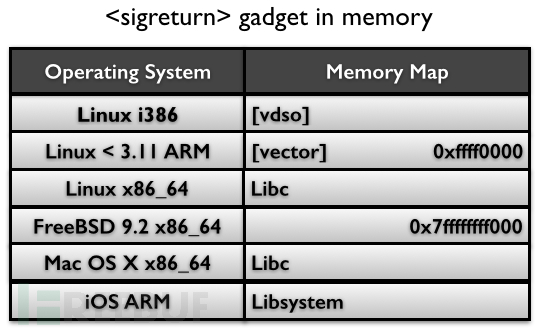 <sigreturn> gadget in memory
Operating System Memory Map
Linux i386 [vdso]
Linux < 3.11 ARM [vector] 0xffff0000
Linux x86_64 Libc
FreeBSD 9.2 x86_64 0x7ffffffff000
Mac OS X x86_64 Libc
iOS ARM Libsystem
FREEBUF